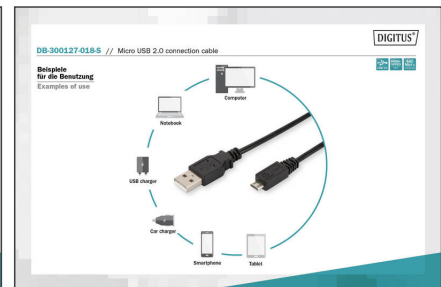 DIGITUS®
DB-300127-018-S // Micro USB 2.0 connection cable
Beispiele
für die Benutzung
Examples of use
Computer
Notebook
USB charger
Car charger
Smartphone
Tablet